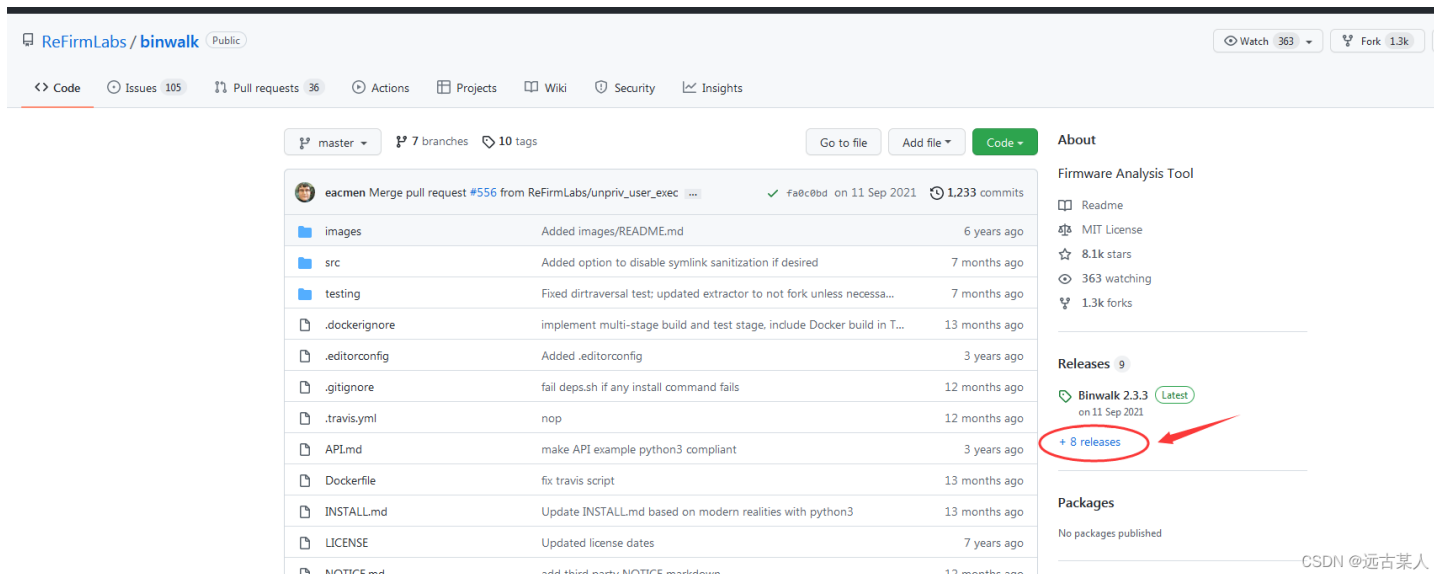 ReFirmLabs / binwalk Public
Watch 363 Fork 1.3k
Code Issues 105 Pull requests 36 Actions Projects Wiki Security Insights
master 7 branches 10 tags Go to file Add file Code
eacmen Merge pull request #556 from ReFirmLabs/unpriv_user_exec ... fa0c0bd on 11 Sep 2021 1,233 commits
images Added images/README.md 6 years ago
src Added option to disable symlink sanitization if desired 7 months ago
testing Fixed dirtraversal test; updated extractor to not fork unless necessa... 7 months ago
.dockerignore implement multi-stage build and test stage, include Docker build in T... 13 months ago
.editorconfig Added .editorconfig 3 years ago
.gitignore fail deps.sh if any install command fails 12 months ago
.travis.yml nop 12 months ago
API.md make API example python3 compliant 3 years ago
Dockerfile fix travis script 13 months ago
INSTALL.md Update INSTALL.md based on modern realities with python3 13 months ago
LICENSE Updated license dates 7 years ago
NOTICE.md add third party NOTICE markdown 12 months ago
About
Firmware Analysis Tool
Readme
MIT License
8.1k stars
363 watching
1.3k forks
Releases 9
Binwalk 2.3.3 Latest
on 11 Sep 2021
+ 8 releases
Packages
No packages published
CSDN @远古某人